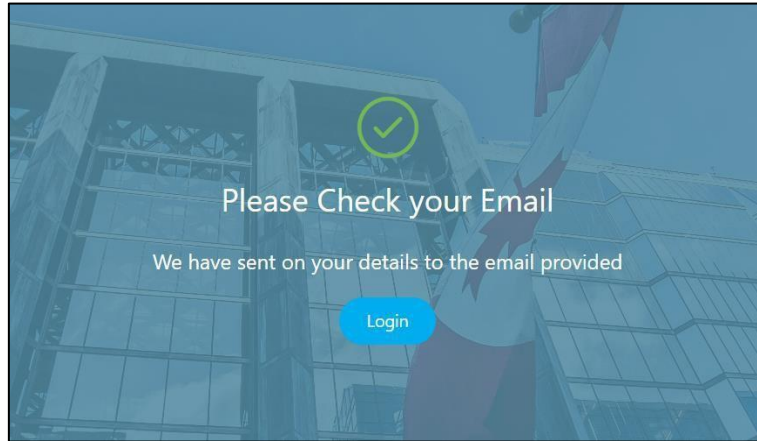 Please Check your Email
We have sent on your details to the email provided
Login